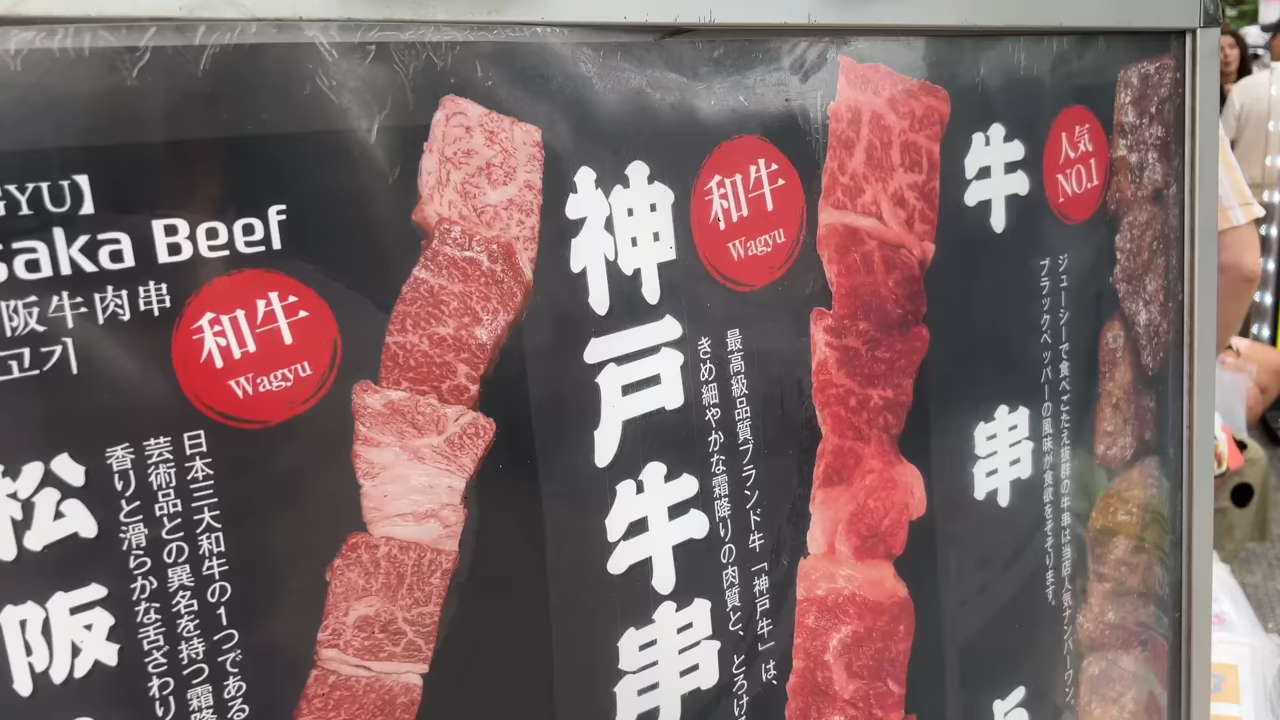 GYU】
saka Beef
阪牛肉串
고기
和牛
Wagyu
松阪
日本三大和牛の1つである
芸術品との異名を持つ霜降
香りと滑らかな舌ざわり
神戸牛串
和牛
Wagyu
最高級品質ブランド牛「神戸牛」は、
きめ細やかな霜降りの肉質と、とろけ
牛串
人気
NO.1
ジューシーで食べごたえ抜群の牛串は当店人気ナンバーワン。
ブラックペッパーの風味が食欲をそそります。